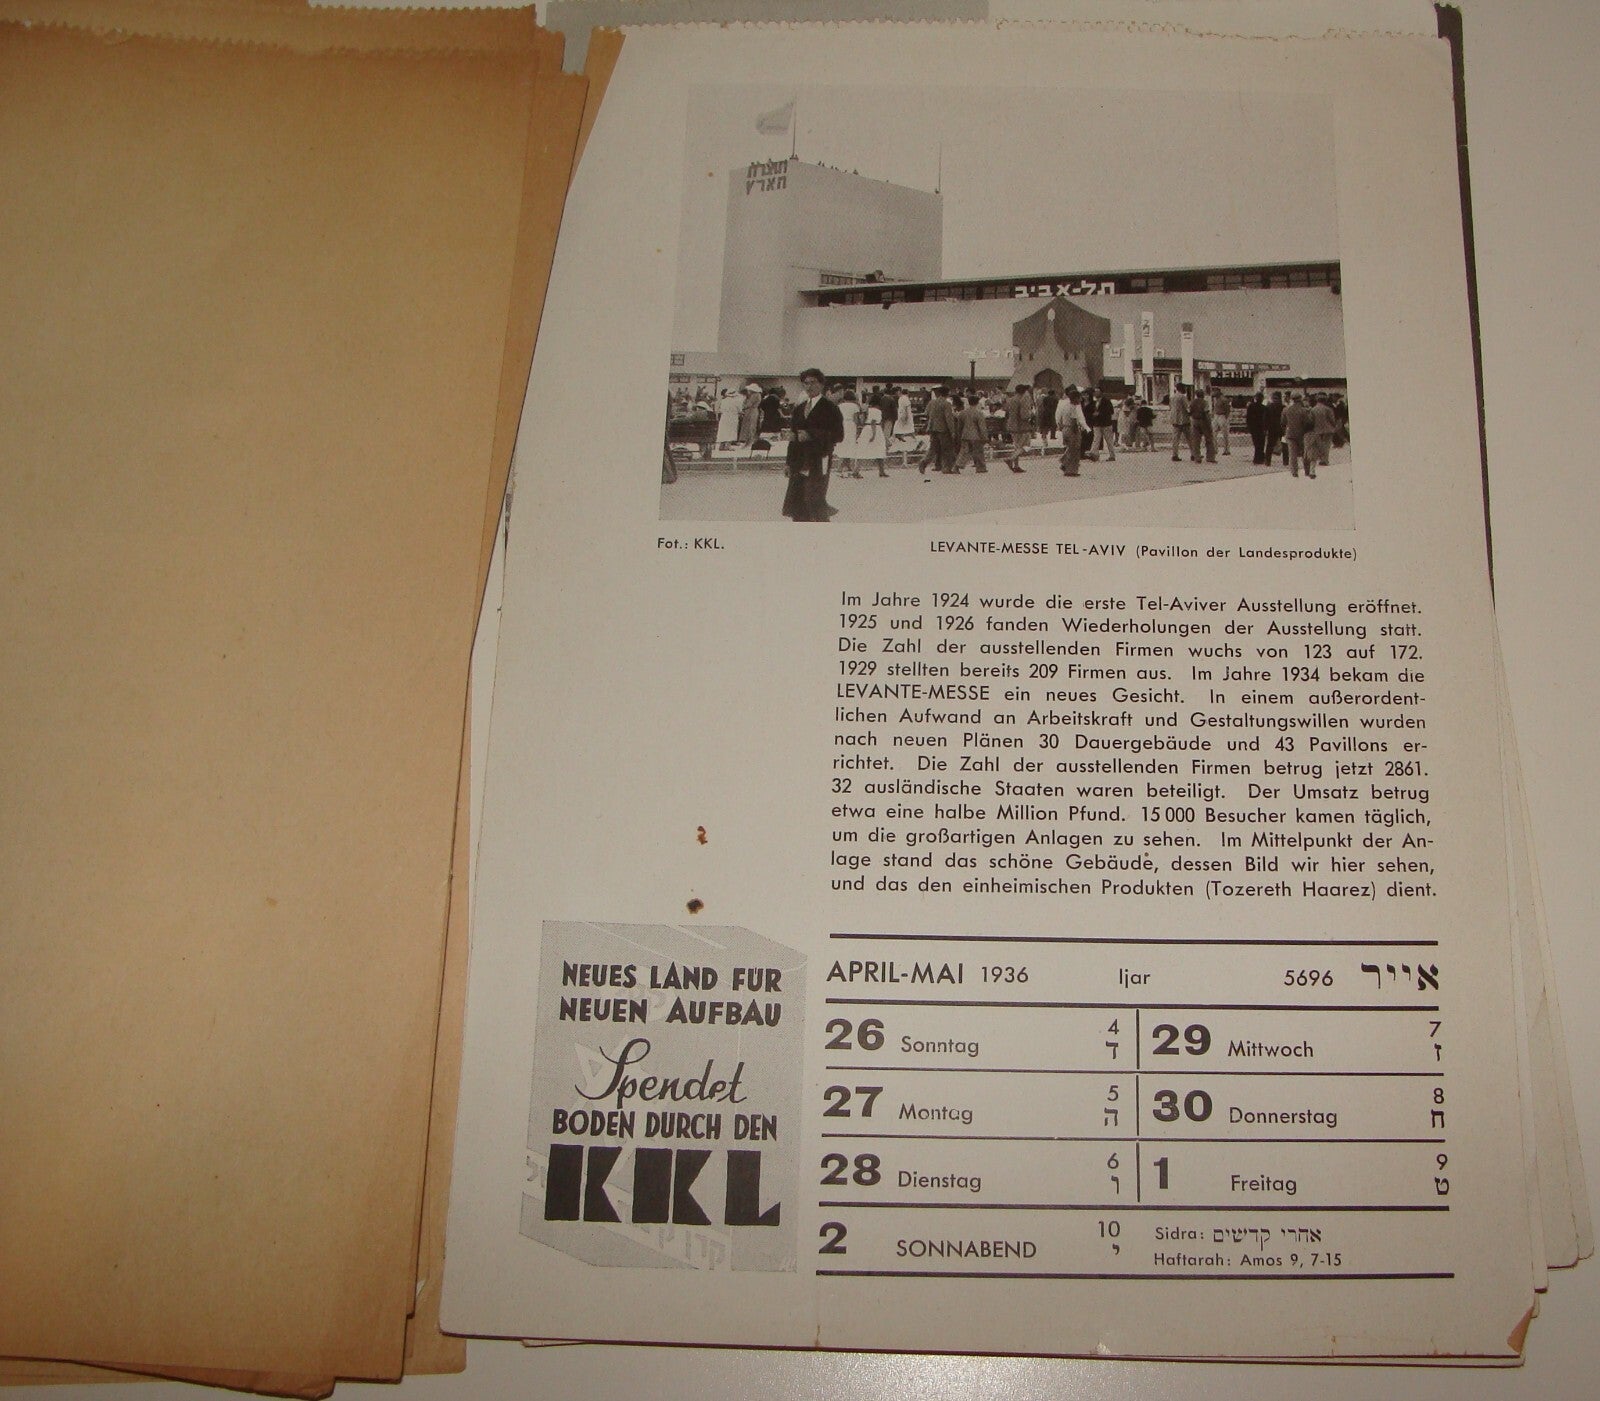 תוצרת
הארץ
תל-אביב
Fot.: KKL.
LEVANTE-MESSE TEL-AVIV (Pavillon der Landesprodukte)
Im Jahre 1924 wurde die erste Tel-Aviver Ausstellung eröffnet.
1925 und 1926 fanden Wiederholungen der Ausstellung statt.
Die Zahl der ausstellenden Firmen wuchs von 123 auf 172.
1929 stellten bereits 209 Firmen aus. Im Jahre 1934 bekam die
LEVANTE-MESSE ein neues Gesicht. In einem außerordent-
lichen Aufwand an Arbeitskraft und Gestaltungswillen wurden
nach neuen Plänen 30 Dauergebäude und 43 Pavillons er-
richtet. Die Zahl der ausstellenden Firmen betrug jetzt 2861.
32 ausländische Staaten waren beteiligt. Der Umsatz betrug
etwa eine halbe Million Pfund. 15 000 Besucher kamen täglich,
um die großartigen Anlagen zu sehen. Im Mittelpunkt der An-
lage stand das schöne Gebäude, dessen Bild wir hier sehen,
und das den einheimischen Produkten (Tozereth Haarez) dient.
NEUES LAND FÜR
NEUEN AUFBAU
Spendet
BODEN DURCH DEN
KKL
APRIL-MAI 1936 Ijar 5696 אייר
26 Sonntag 4 ד
29 Mittwoch 7 ז
27 Montag 5 ה
30 Donnerstag 8 ח
28 Dienstag 6 ו
1 Freitag 9 ט
2 SONNABEND 10 י
Sidra: אחרי קדשים
Haftarah: Amos 9, 7-15